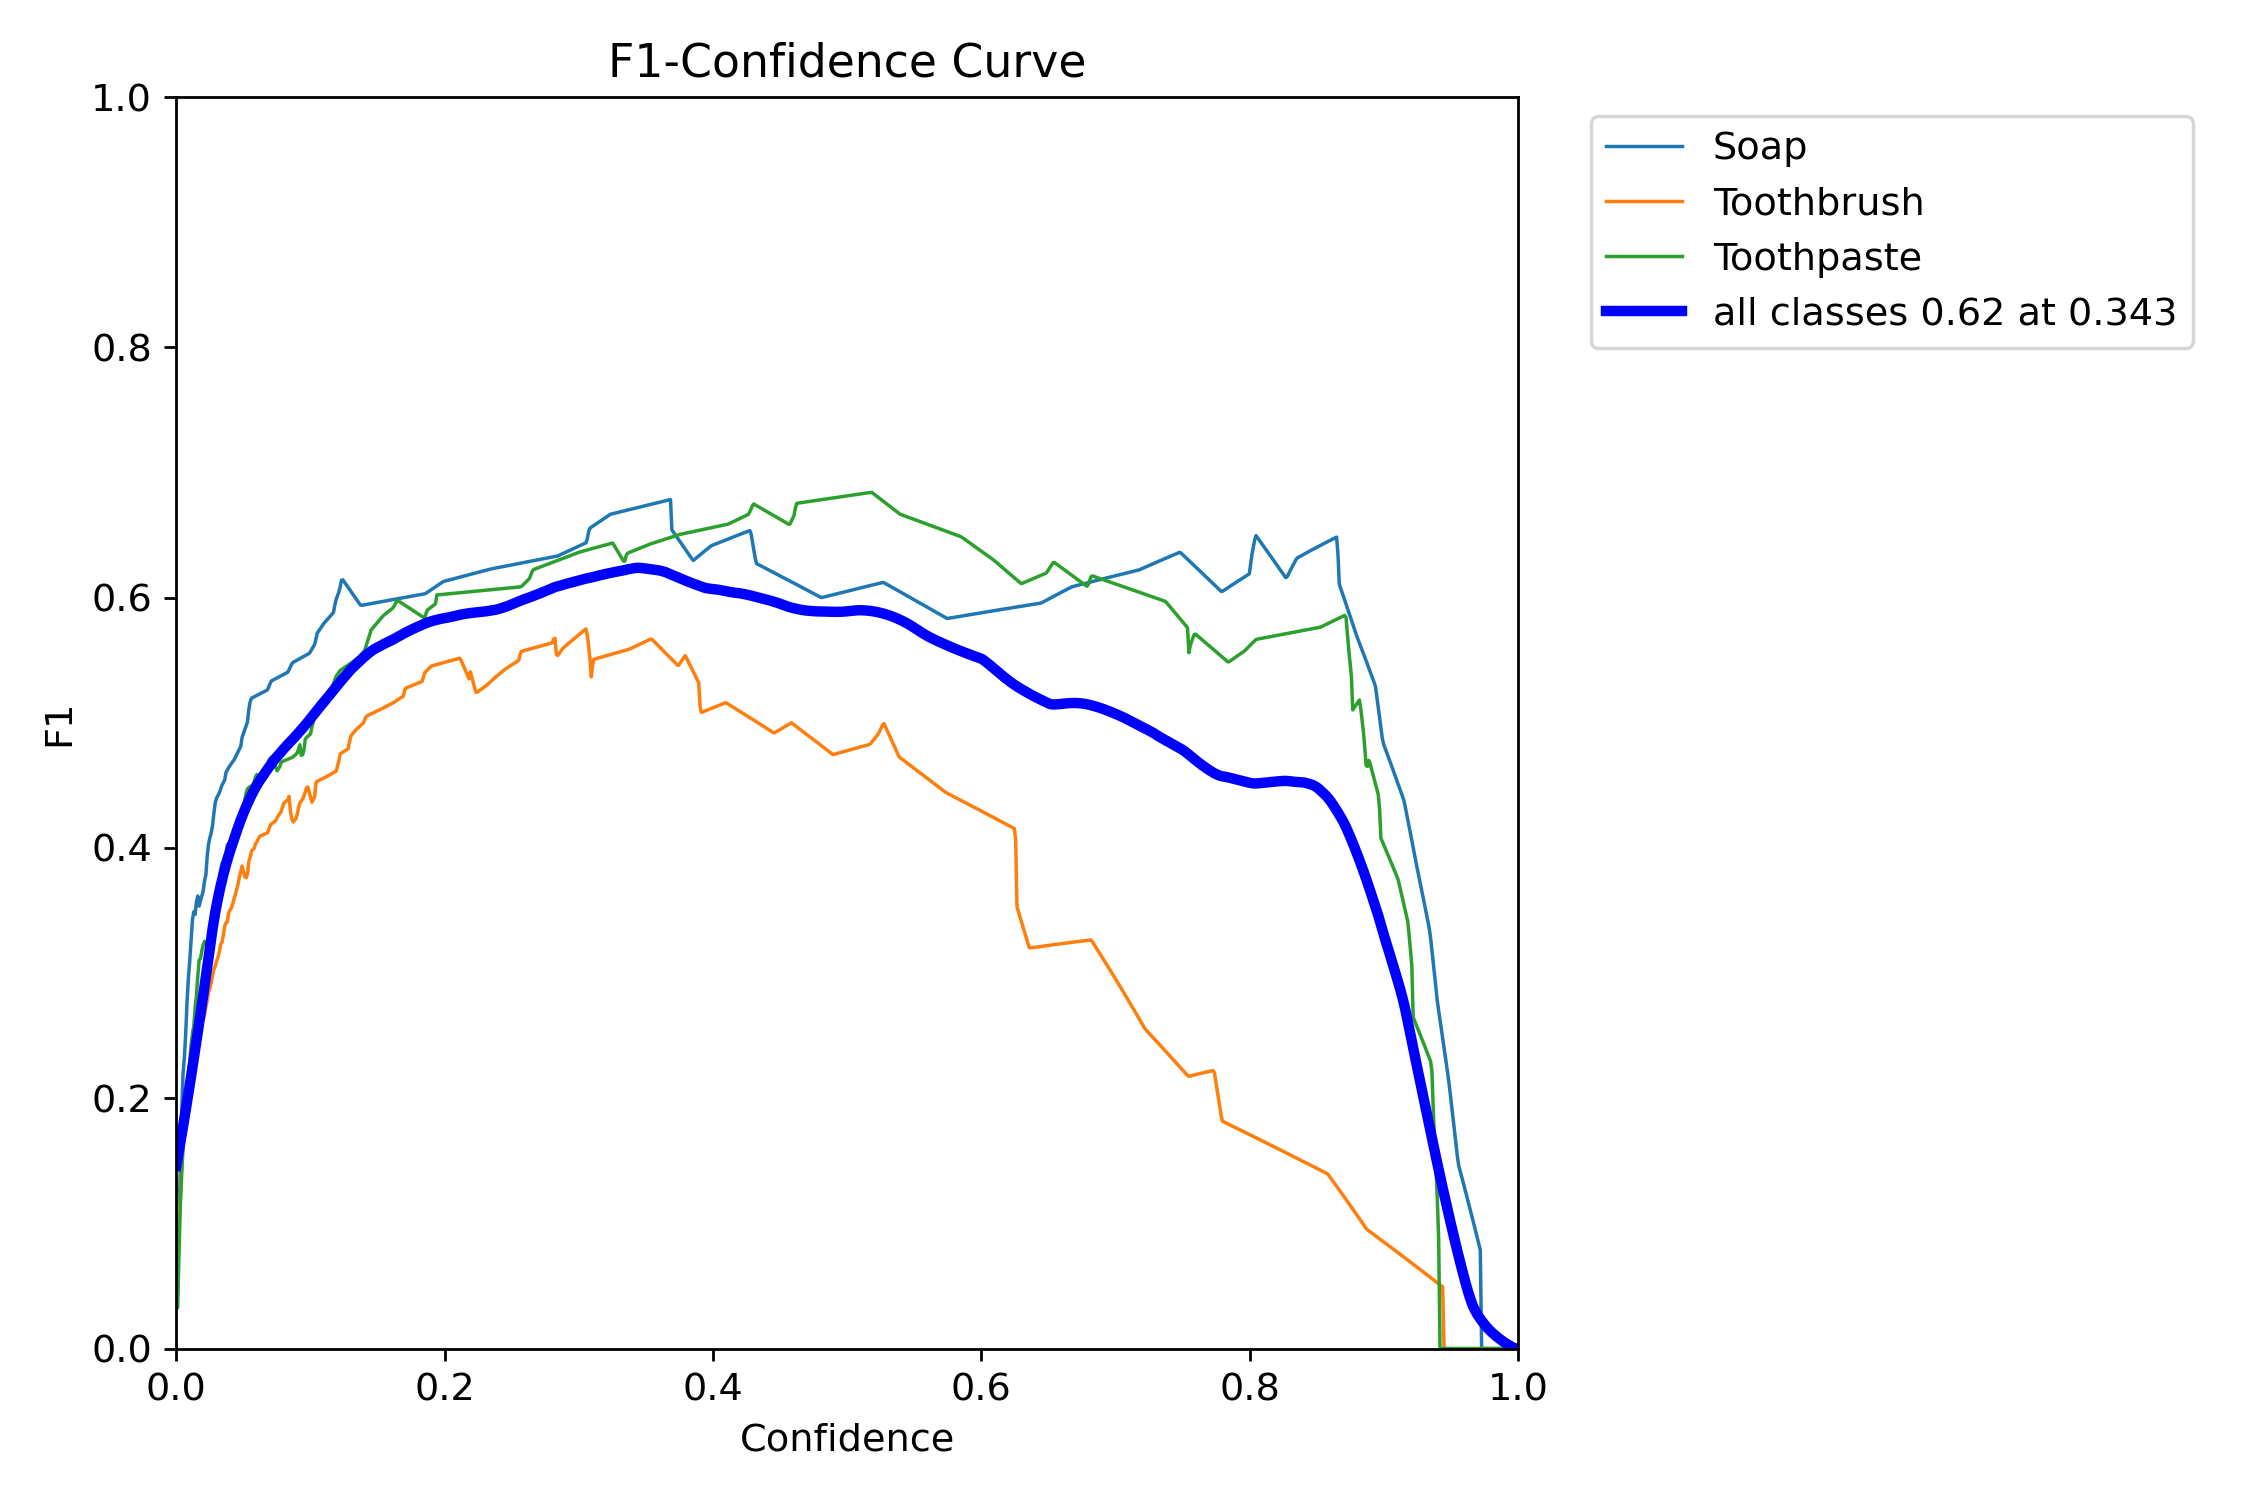 F1-Confidence Curve
1.0
0.8
0.6
0.4
0.2
0.0
F1
0.0 0.2 0.4 0.6 0.8 1.0
Confidence
Soap
Toothbrush
Toothpaste
all classes 0.62 at 0.343